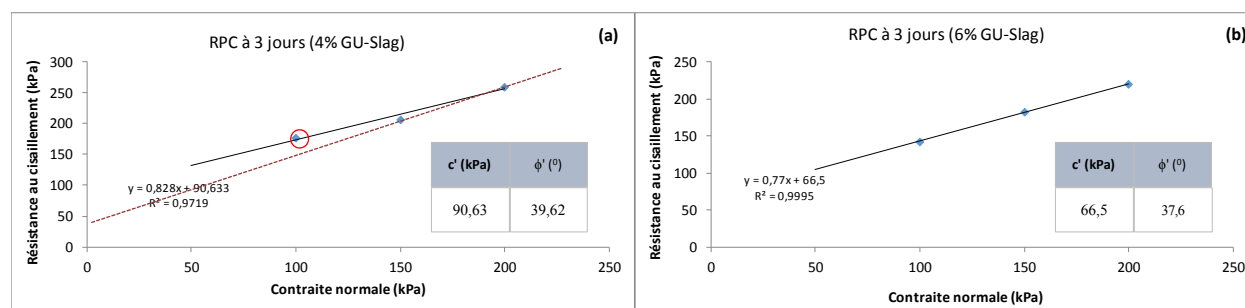 RPC à 3 jours (4% GU-Slag)
(a)
Résistance au cisaillement (kPa)
300
250
200
150
100
50
0
y = 0,828x + 90,633
R² = 0,9719
c' (kPa) ϕ' (⁰)
90,63 39,62
0 50 100 150 200 250
Contraite normale (kPa)
RPC à 3 jours (6% GU-Slag)
(b)
Résistance au cisaillement (kPa)
250
200
150
100
50
0
y = 0,77x + 66,5
R² = 0,9995
c' (kPa) ϕ' (⁰)
66,5 37,6
0 50 100 150 200 250
Contraite normale (kPa)